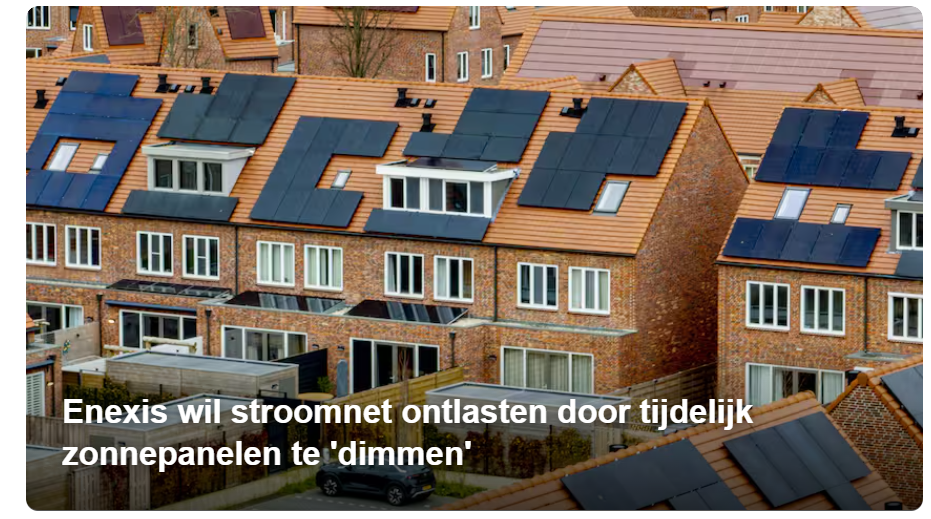 Enexis wil stroomnet ontlasten door tijdelijk
zonnepanelen te 'dimmen'